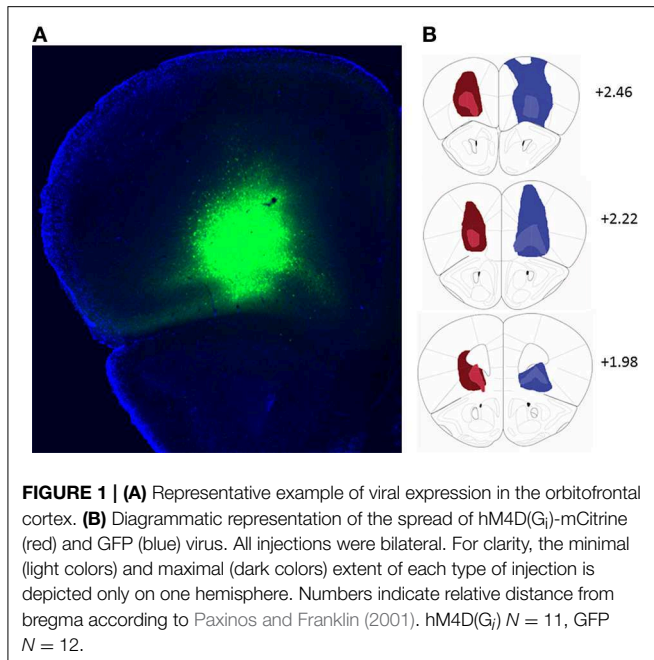 A
B
+2.46
+2.22
+1.98
FIGURE 1 | (A) Representative example of viral expression in the orbitofrontal
cortex. (B) Diagrammatic representation of the spread of hM4D(Gi)-mCitrine
(red) and GFP (blue) virus. All injections were bilateral. For clarity, the minimal
(light colors) and maximal (dark colors) extent of each type of injection is
depicted only on one hemisphere. Numbers indicate relative distance from
bregma according to Paxinos and Franklin (2001). hM4D(Gi) N = 11, GFP
N = 12.